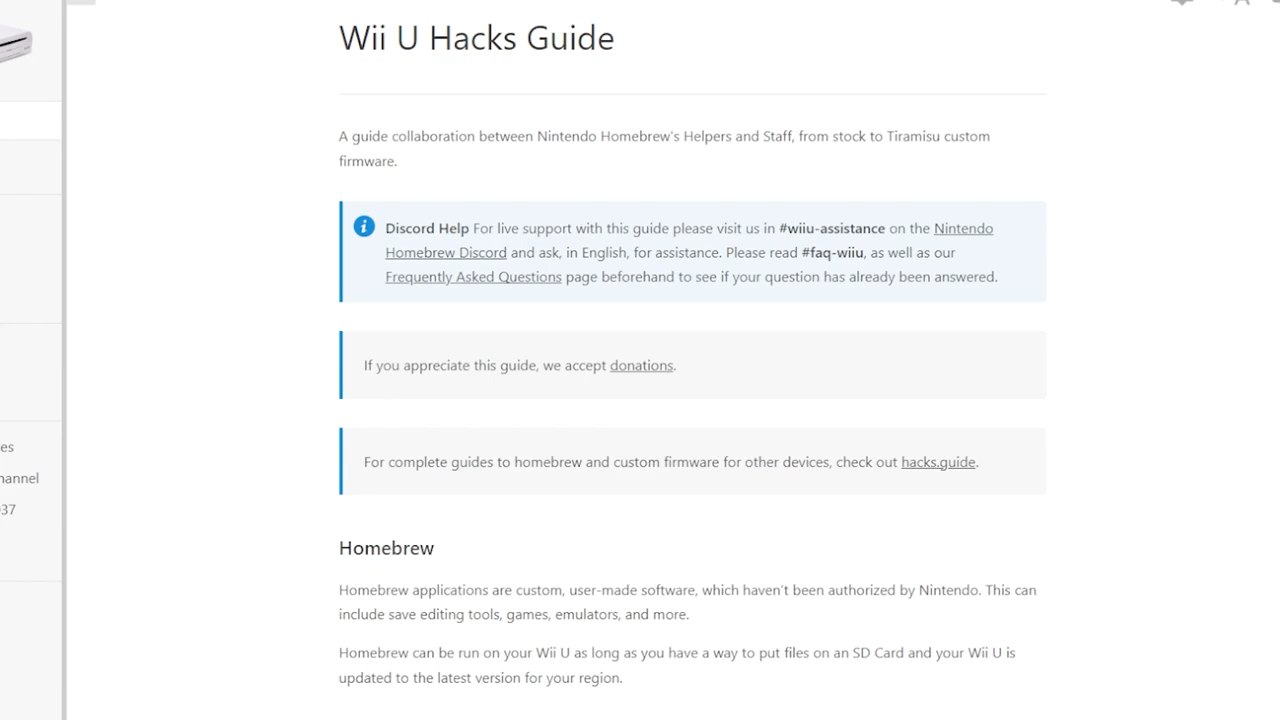 Wii U Hacks Guide
A guide collaboration between Nintendo Homebrew's Helpers and Staff, from stock to Tiramisu custom
firmware.
Discord Help For live support with this guide please visit us in #wiiu-assistance on the Nintendo
Homebrew Discord and ask, in English, for assistance. Please read #faq-wiiu, as well as our
Frequently Asked Questions page beforehand to see if your question has already been answered.
If you appreciate this guide, we accept donations.
For complete guides to homebrew and custom firmware for other devices, check out hacks.guide.
es
hannel
037
Homebrew
Homebrew applications are custom, user-made software, which haven't been authorized by Nintendo. This can
include save editing tools, games, emulators, and more.
Homebrew can be run on your Wii U as long as you have a way to put files on an SD Card and your Wii U is
updated to the latest version for your region.